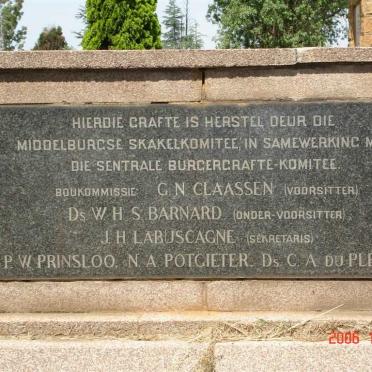 HIERDIE GRAFTE IS HERSTEL DEUR DIE
MIDDELBURGSE SKAKELKOMITEE, IN SAMEWERKING M
DIE SENTRALE BURGERGRAFTE-KOMITEE.
BOUKOMMISSIE: G. N. CLAASSEN (VOORSITTER)
Ds. W. H. S. BARNARD (ONDER-VOORSITTER)
J. H. LABUSCAGNE (SEKRETARIS)
P. W. PRINSLOO. N. A. POTGIETER. Ds. C. A. DU PLE
2006